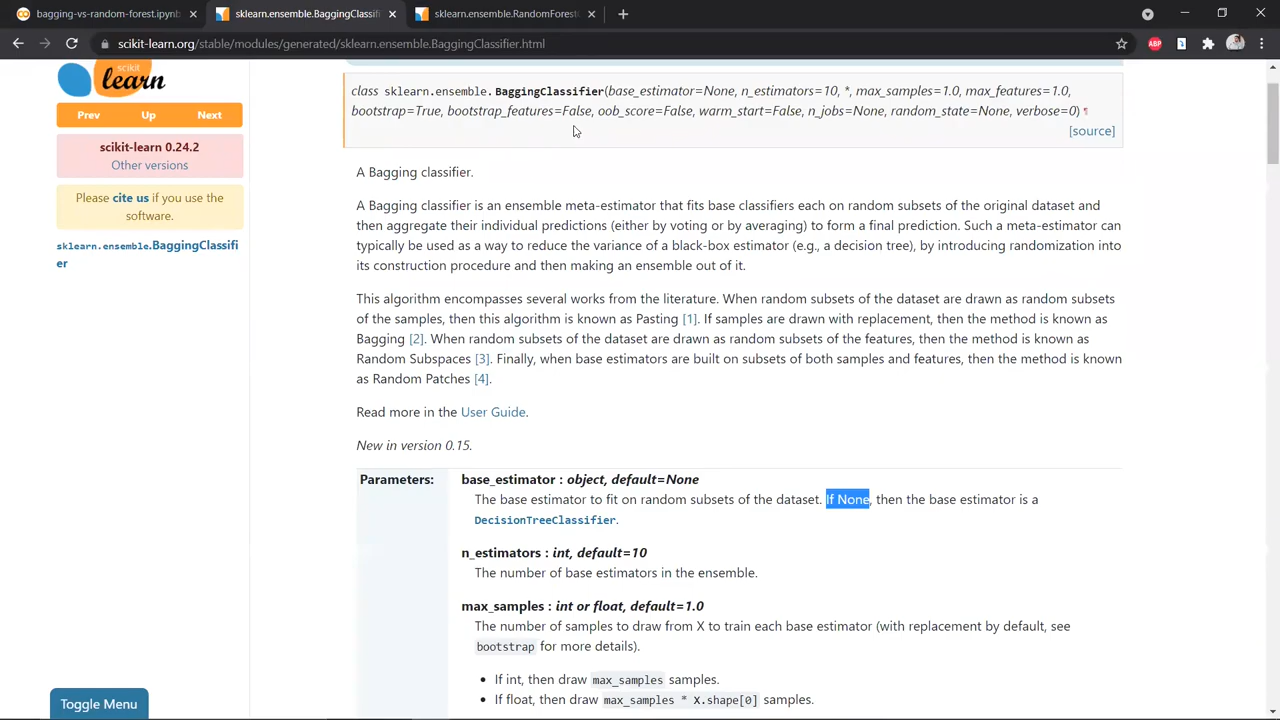 bagging-vs-random-forest.ipynb
sklearn.ensemble.BaggingClassifi
sklearn.ensemble.RandomForest
scikit-learn.org/stable/modules/generated/sklearn.ensemble.BaggingClassifier.html
ABP
scikit
learn
Prev Up Next
scikit-learn 0.24.2
Other versions
Please cite us if you use the
software.
sklearn.ensemble.BaggingClassifi
er
class sklearn.ensemble.BaggingClassifier(base_estimator=None, n_estimators=10, *, max_samples=1.0, max_features=1.0,
bootstrap=True, bootstrap_features=False, oob_score=False, warm_start=False, n_jobs=None, random_state=None, verbose=0) ¶
[source]
A Bagging classifier.
A Bagging classifier is an ensemble meta-estimator that fits base classifiers each on random subsets of the original dataset and
then aggregate their individual predictions (either by voting or by averaging) to form a final prediction. Such a meta-estimator can
typically be used as a way to reduce the variance of a black-box estimator (e.g., a decision tree), by introducing randomization into
its construction procedure and then making an ensemble out of it.
This algorithm encompasses several works from the literature. When random subsets of the dataset are drawn as random subsets
of the samples, then this algorithm is known as Pasting [1]. If samples are drawn with replacement, then the method is known as
Bagging [2]. When random subsets of the dataset are drawn as random subsets of the features, then the method is known as
Random Subspaces [3]. Finally, when base estimators are built on subsets of both samples and features, then the method is known
as Random Patches [4].
Read more in the User Guide.
New in version 0.15.
Parameters:
base_estimator : object, default=None
The base estimator to fit on random subsets of the dataset. If None, then the base estimator is a
DecisionTreeClassifier.
n_estimators : int, default=10
The number of base estimators in the ensemble.
max_samples : int or float, default=1.0
The number of samples to draw from X to train each base estimator (with replacement by default, see
bootstrap for more details).
• If int, then draw max_samples samples.
• If float, then draw max_samples * X.shape[0] samples.
Toggle Menu